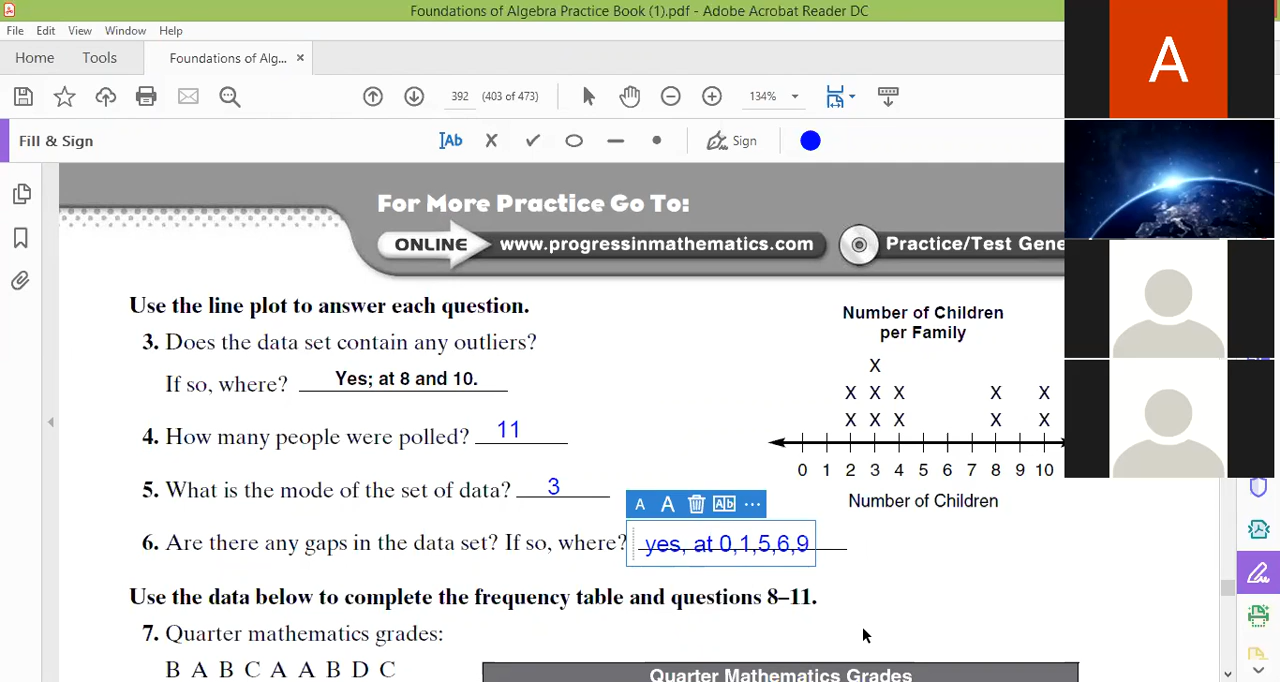 Foundations of Algebra Practice Book (1).pdf - Adobe Acrobat Reader DC
File Edit View Window Help
Home Tools Foundations of Alg... ×
392 (403 of 473) 134%
Fill & Sign Sign
For More Practice Go To:
ONLINE www.progressinmathematics.com Practice/Test Gene
Use the line plot to answer each question.
3. Does the data set contain any outliers?
If so, where? Yes; at 8 and 10.
4. How many people were polled? 11
5. What is the mode of the set of data? 3
6. Are there any gaps in the data set? If so, where? yes, at 0,1,5,6,9
Number of Children
per Family
X
X X X X X
X X X X X
0 1 2 3 4 5 6 7 8 9 10
Number of Children
Use the data below to complete the frequency table and questions 8–11.
7. Quarter mathematics grades:
B A B C A A B D C
Quarter Mathematics Grades
A